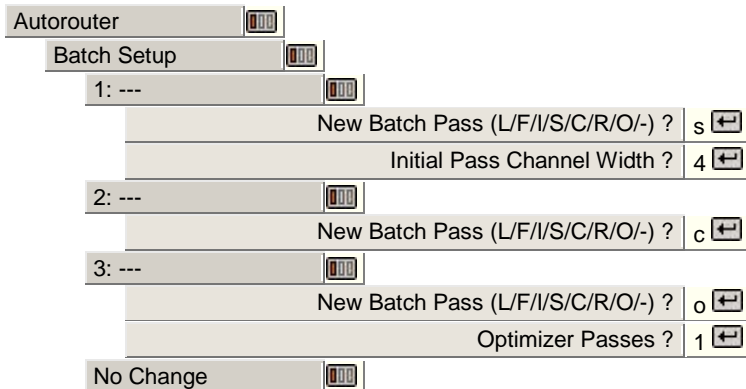 Autorouter
Batch Setup
1: ---
New Batch Pass (L/F/I/S/C/R/O/-) ? s
Initial Pass Channel Width ? 4
2: ---
New Batch Pass (L/F/I/S/C/R/O/-) ? c
3: ---
New Batch Pass (L/F/I/S/C/R/O/-) ? o
Optimizer Passes ? 1
No Change